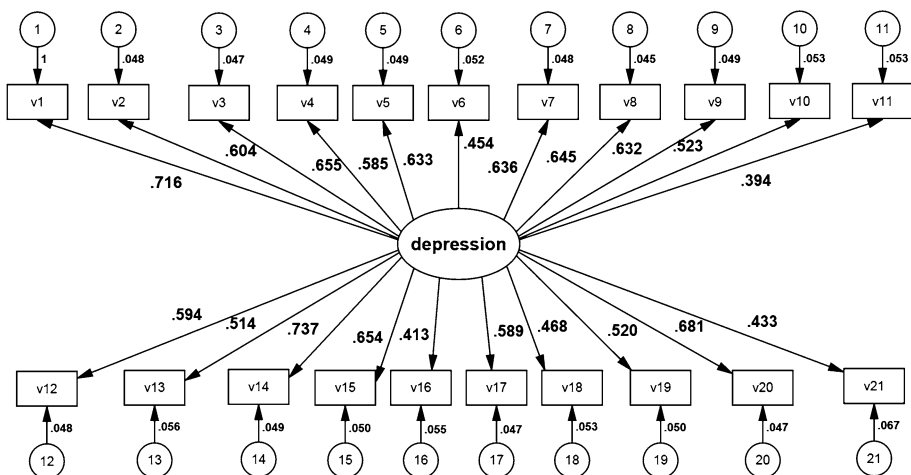 1 2 3 4 5 6 7 8 9 10 11
1 .048 .047 .049 .049 .052 .048 .045 .049 .053 .053
v1 v2 v3 v4 v5 v6 v7 v8 v9 v10 v11
.716 .604 .655 .585 .633 .454 .636 .645 .632 .523 .394
depression
.594 .514 .737 .654 .413 .589 .468 .520 .681 .433
v12 v13 v14 v15 v16 v17 v18 v19 v20 v21
.048 .056 .049 .050 .055 .047 .053 .050 .047 .067
12 13 14 15 16 17 18 19 20 21